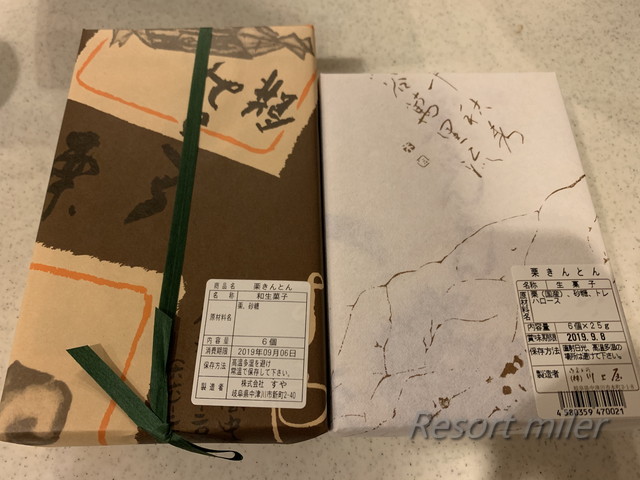 商品名 栗きんとん
名称 和生菓子
原材料名 栗、砂糖
内容量 6個
消費期限 2019年09月06日
保存方法 高温多湿を避け
常温で保存して下さい。
製造者 株式会社 すや
岐阜県中津川市新町2-40
栗きんとん
名称 生菓子
原材料名 栗(国産)、砂糖、トレ
ハロース
内容量 6個×25g
賞味期限 2019.9.8
保存方法 直射日光、高温多湿の
場所は避けて下さい。
製造者 ㈱川上屋
4 580359 470021
Resort miler